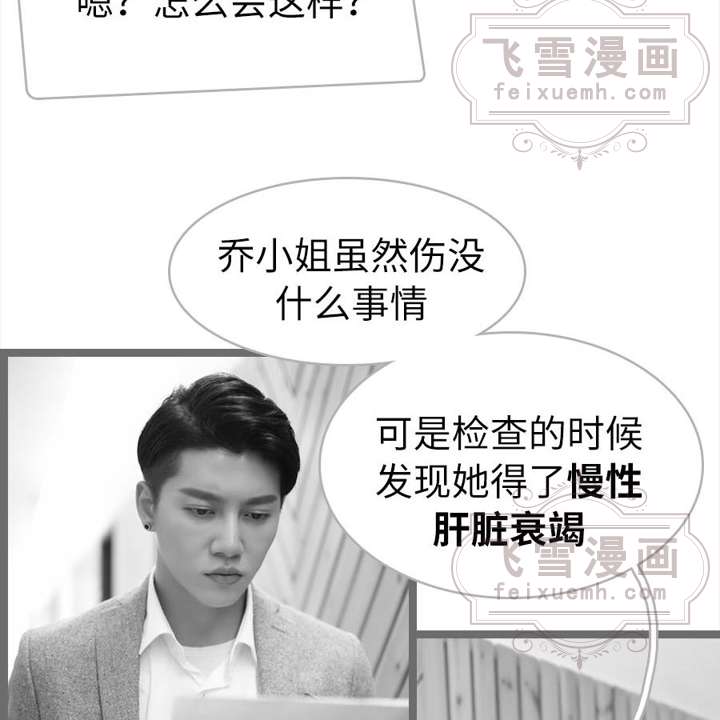 嗯？怎么会这样？
飞雪漫画
feixuemh.com
乔小姐虽然伤没
什么事情
可是检查的时候
发现她得了慢性
肝脏衰竭
飞雪漫画
feixuemh.com